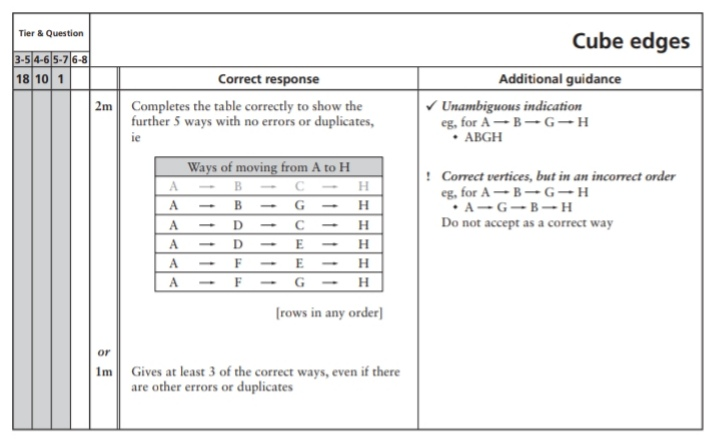 Tier & Question
Cube edges
3-5 4-6 5-7 6-8
18 10 1
Correct response
Additional guidance
2m
Completes the table correctly to show the
further 5 ways with no errors or duplicates,
ie
Ways of moving from A to H
A → B → C → H
A → B → G → H
A → D → C → H
A → D → E → H
A → F → E → H
A → F → G → H
[rows in any order]
or
1m
Gives at least 3 of the correct ways, even if there
are other errors or duplicates
✓ Unambiguous indication
eg, for A → B → G → H
• ABGH
! Correct vertices, but in an incorrect order
eg, for A → B → G → H
• A → G → B → H
Do not accept as a correct way